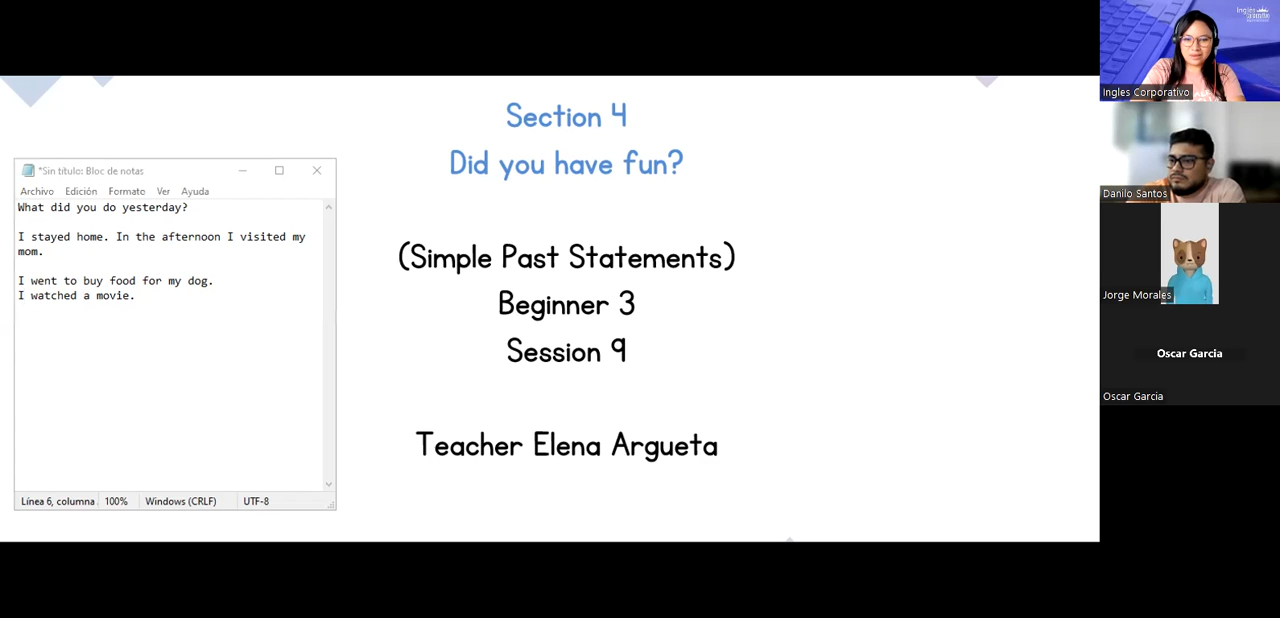 *Sin título: Bloc de notas
Archivo Edición Formato Ver Ayuda
What did you do yesterday?
I stayed home. In the afternoon I visited my
mom.
I went to buy food for my dog.
I watched a movie.
Línea 6, columna 100% Windows (CRLF) UTF-8
Section 4
Did you have fun?
(Simple Past Statements)
Beginner 3
Session 9
Teacher Elena Argueta
Ingles
Ingles Corporativo
Danilo Santos
Jorge Morales
Oscar Garcia
Oscar Garcia